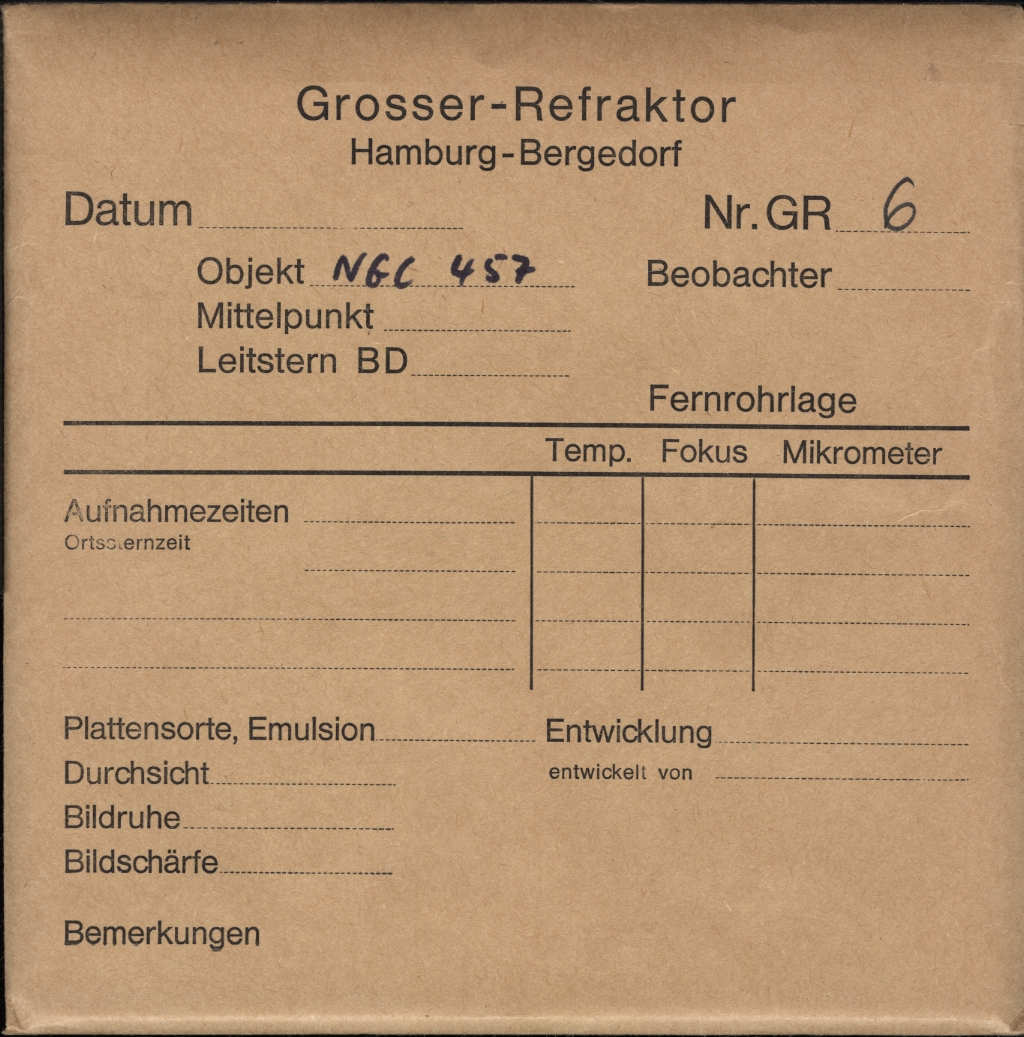 Grosser-Refraktor
Hamburg-Bergedorf
Datum Nr. GR 6
Objekt NGC 457 Beobachter
Mittelpunkt
Leitstern BD
Fernrohrlage
Temp. Fokus Mikrometer
Aufnahmezeiten
Ortssternzeit
Plattensorte, Emulsion Entwicklung
Durchsicht entwickelt von
Bildruhe
Bildschärfe
Bemerkungen